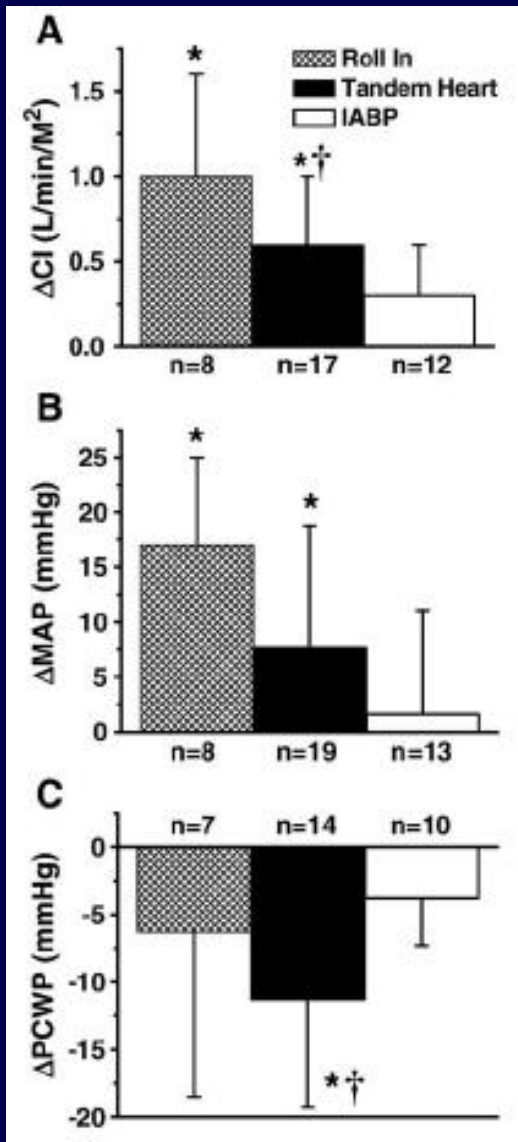 A
Roll In
Tandem Heart
IABP
*
*†
ΔCI (L/min/M²)
1.5
1.0
0.5
0.0
n=8 n=17 n=12
B
*
*
ΔMAP (mmHg)
25
20
15
10
5
0
n=8 n=19 n=13
C
n=7 n=14 n=10
ΔPCWP (mmHg)
0
-5
-10
-15
-20
*†